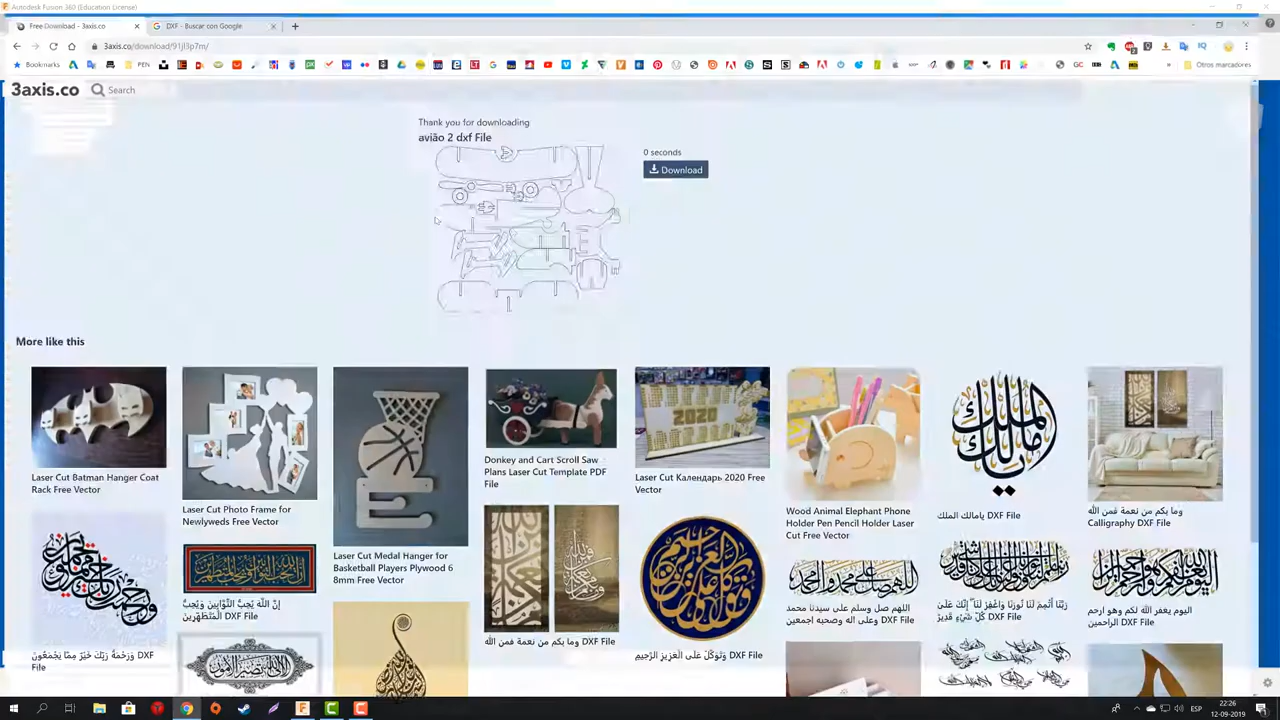 Autodesk Fusion 360 (Education License)
Free Download - 3axis.co
DXF - Buscar con Google
3axis.co/download/91jl3p7m/
Bookmarks
PEN
GC
Otros marcadores
3axis.co
Search
Thank you for downloading
avião 2 dxf File
0 seconds
Download
More like this
Laser Cut Batman Hanger Coat
Rack Free Vector
Laser Cut Photo Frame for
Newlyweds Free Vector
Laser Cut Medal Hanger for
Basketball Players Plywood 6
8mm Free Vector
Donkey and Cart Scroll Saw
Plans Laser Cut Template PDF
File
2020
Laser Cut Календарь 2020 Free
Vector
Wood Animal Elephant Phone
Holder Pen Pencil Holder Laser
Cut Free Vector
يامالك الملك DXF File
وما بكم من نعمة فمن الله
Calligraphy DXF File
وَرَحْمَةُ رَبِّكَ خَيْرٌ مِمَّا يَجْمَعُونَ DXF
File
إِنَّ اللَّهَ يُحِبُّ التَّوَّابِينَ وَيُحِبُّ
الْمُتَطَهِّرِينَ DXF File
وما بكم من نعمة فمن الله DXF File
وَتَوَكَّلْ عَلَى الْعَزِيزِ الرَّحِيمِ DXF File
اللهم صل وسلم على سيدنا محمد
وعلى اله وصحبه اجمعين DXF File
رَبَّنَا أَتْمِمْ لَنَا نُورَنَا وَاغْفِرْ لَنَا ۖ إِنَّكَ عَلَىٰ
كُلِّ شَيْءٍ قَدِيرٌ DXF File
اليوم يغفر الله لكم وهو ارحم
الراحمين DXF File
ESP
22:26
12-09-2019